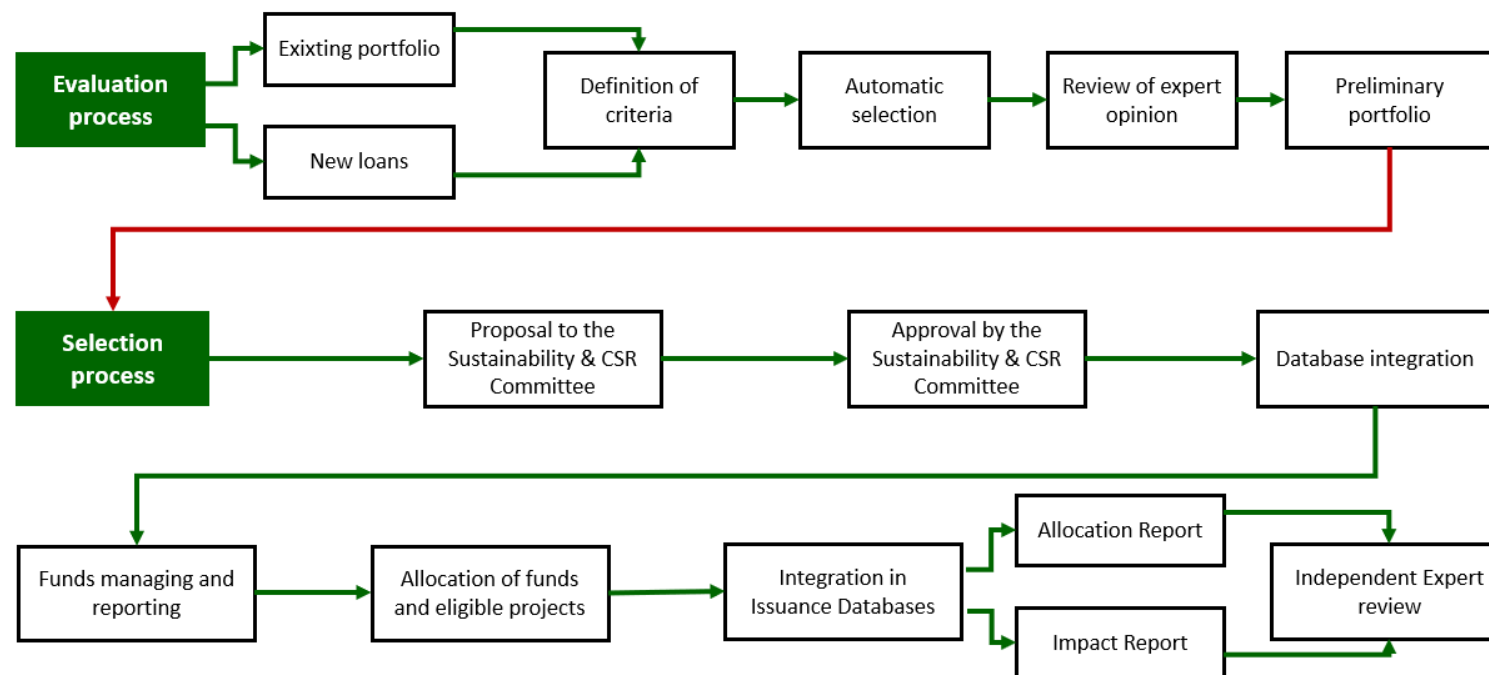 Evaluation
process
Exixting portfolio
New loans
Definition of
criteria
Automatic
selection
Review of expert
opinion
Preliminary
portfolio
Selection
process
Proposal to the
Sustainability & CSR
Committee
Approval by the
Sustainability & CSR
Committee
Database integration
Funds managing and
reporting
Allocation of funds
and eligible projects
Integration in
Issuance Databases
Allocation Report
Impact Report
Independent Expert
review